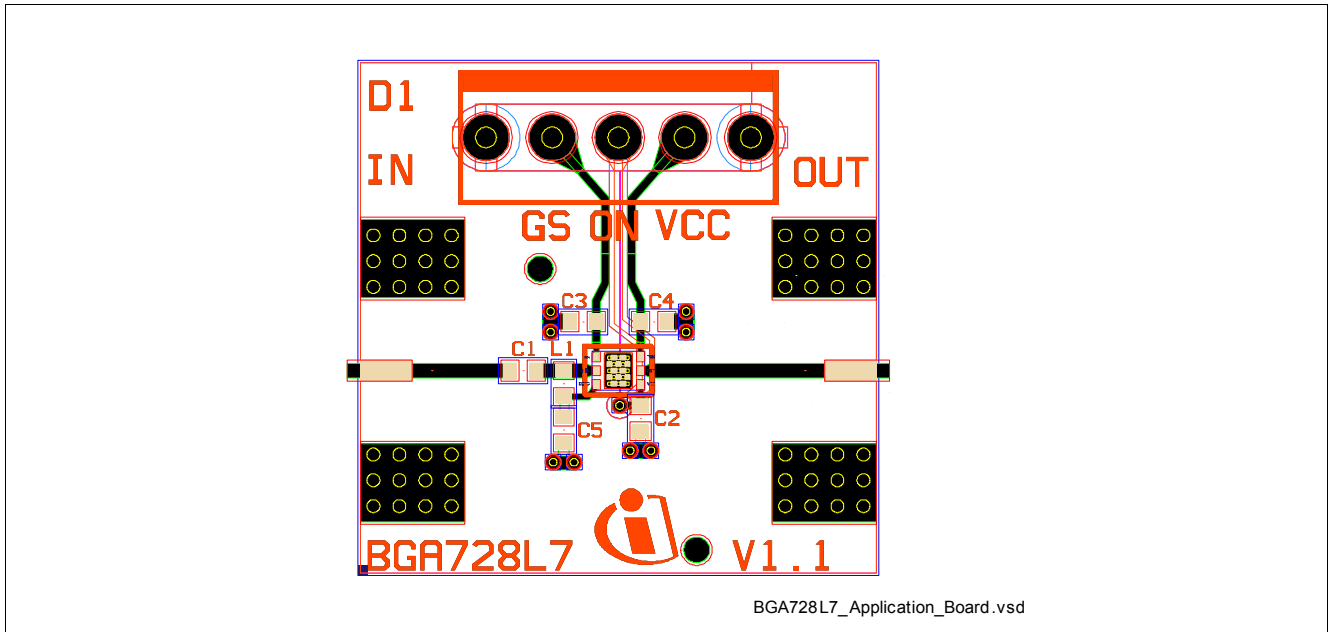 D1
IN
OUT
GS ON VCC
C3
C4
C1
L1
C5
C2
BGA728L7
V1.1
BGA728L7_Application_Board.vsd